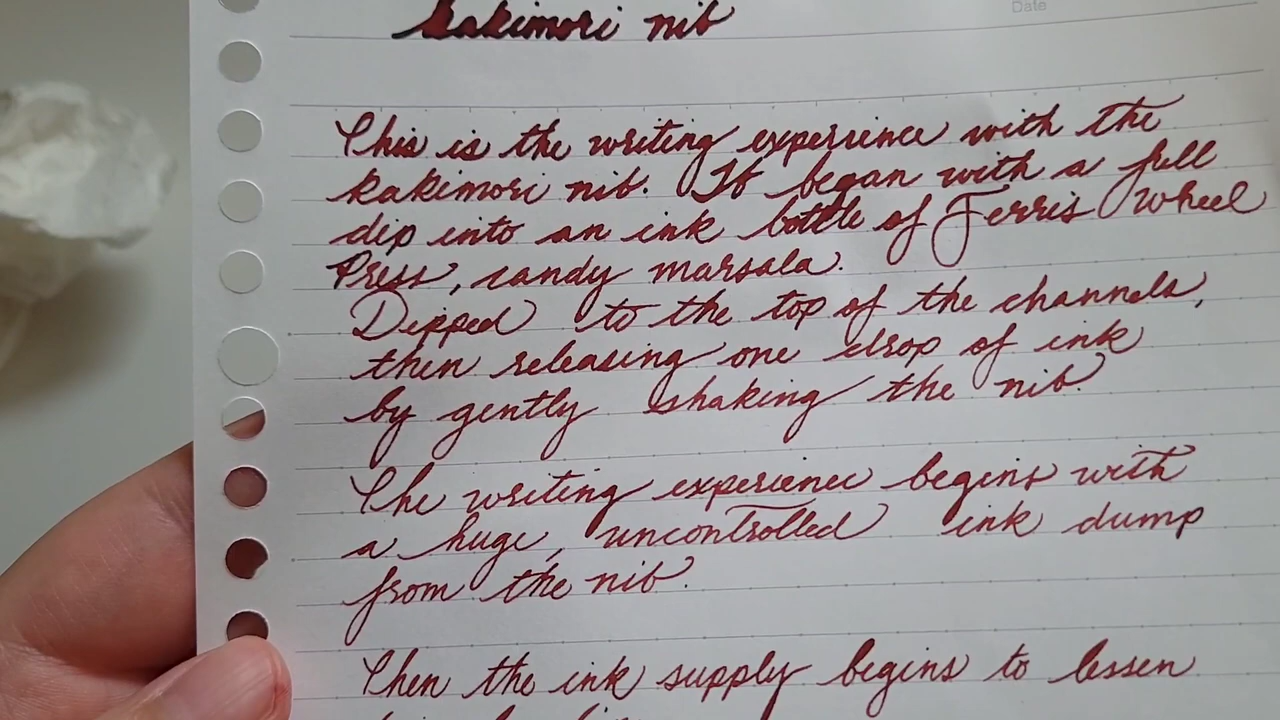 Date
kakimori nib
This is the writing experience with the
kakimori nib. It began with a full
dip into an ink bottle of Ferris Wheel
Press, candy marsala.
Dipped to the top of the channels,
then releasing one drop of ink
by gently shaking the nib.
The writing experience begins with
a huge, uncontrolled ink dump
from the nib.
Then the ink supply begins to lessen